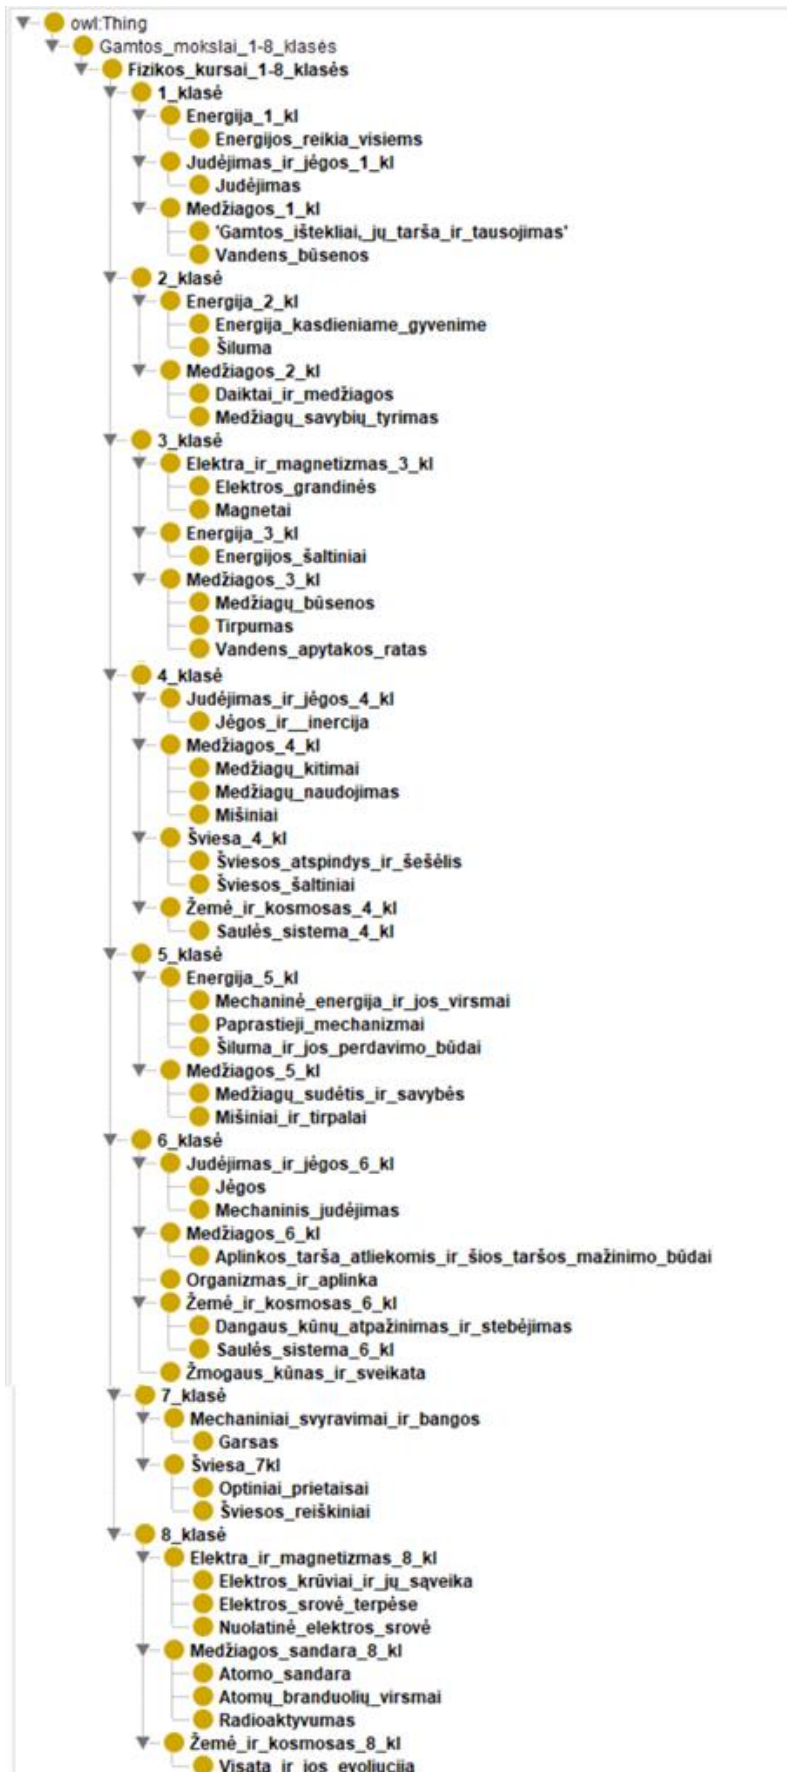 owl:Thing
Gamtos_mokslai_1-8_klasės
Fizikos_kursai_1-8_klasės
1_klasė
Energija_1_kl
Energijos_reikia_visiems
Judėjimas_ir_jėgos_1_kl
Judėjimas
Medžiagos_1_kl
'Gamtos_ištekliai,_jų_tarša_ir_tausojimas'
Vandens_būsenos
2_klasė
Energija_2_kl
Energija_kasdieniame_gyvenime
Šiluma
Medžiagos_2_kl
Daiktai_ir_medžiagos
Medžiagų_savybių_tyrimas
3_klasė
Elektra_ir_magnetizmas_3_kl
Elektros_grandinės
Magnetai
Energija_3_kl
Energijos_šaltiniai
Medžiagos_3_kl
Medžiagų_būsenos
Tirpumas
Vandens_apytakos_ratas
4_klasė
Judėjimas_ir_jėgos_4_kl
Jėgos_ir__inercija
Medžiagos_4_kl
Medžiagų_kitimai
Medžiagų_naudojimas
Mišiniai
Šviesa_4_kl
Šviesos_atspindys_ir_šešėlis
Šviesos_šaltiniai
Žemė_ir_kosmosas_4_kl
Saulės_sistema_4_kl
5_klasė
Energija_5_kl
Mechaninė_energija_ir_jos_virsmai
Paprastieji_mechanizmai
Šiluma_ir_jos_perdavimo_būdai
Medžiagos_5_kl
Medžiagų_sudėtis_ir_savybės
Mišiniai_ir_tirpalai
6_klasė
Judėjimas_ir_jėgos_6_kl
Jėgos
Mechaninis_judėjimas
Medžiagos_6_kl
Aplinkos_tarša_atliekomis_ir_šios_taršos_mažinimo_būdai
Organizmas_ir_aplinka
Žemė_ir_kosmosas_6_kl
Dangaus_kūnų_atpažinimas_ir_stebėjimas
Saulės_sistema_6_kl
Žmogaus_kūnas_ir_sveikata
7_klasė
Mechaniniai_svyravimai_ir_bangos
Garsas
Šviesa_7kl
Optiniai_prietaisai
Šviesos_reiškiniai
8_klasė
Elektra_ir_magnetizmas_8_kl
Elektros_krūviai_ir_jų_sąveika
Elektros_srovė_terpėse
Nuolatinė_elektros_srovė
Medžiagos_sandara_8_kl
Atomo_sandara
Atomų_branduolių_virsmai
Radioaktyvumas
Žemė_ir_kosmosas_8_kl
Visata_ir_jos_evoliucija